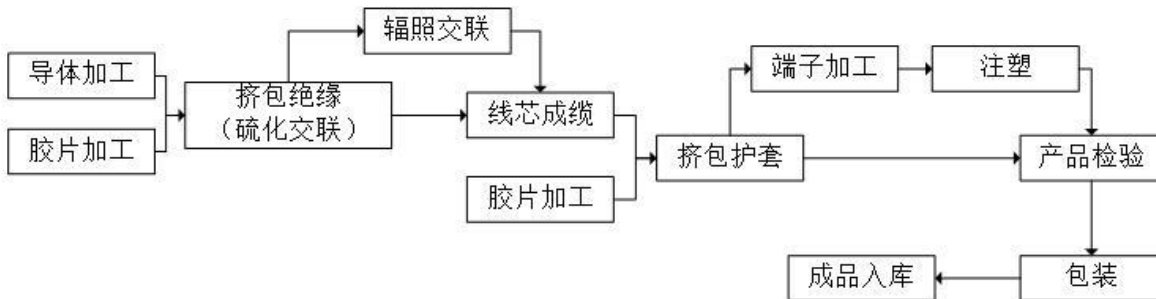 辐照交联
导体加工
挤包绝缘
（硫化交联）
胶片加工
线芯成缆
胶片加工
端子加工
注塑
挤包护套
产品检验
成品入库
包装